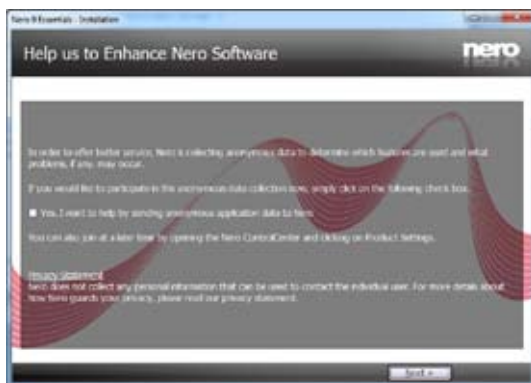 Nero 9 Essentials - Installation
Help us to Enhance Nero Software
nero
In order to offer better service, Nero is collecting anonymous data to determine which features are used and what
problems, if any, may occur.
If you would like to participate in this anonymous data collection now, simply click on the following check box.
Yes, I want to help by sending anonymous application data to Nero
You can also join at a later time by opening the Nero ControlCenter and clicking on Product Settings.
Privacy Statement
Nero does not collect any personal information that can be used to contact the individual user. For more details about
how Nero guards your privacy, please read our privacy statement.
Next >